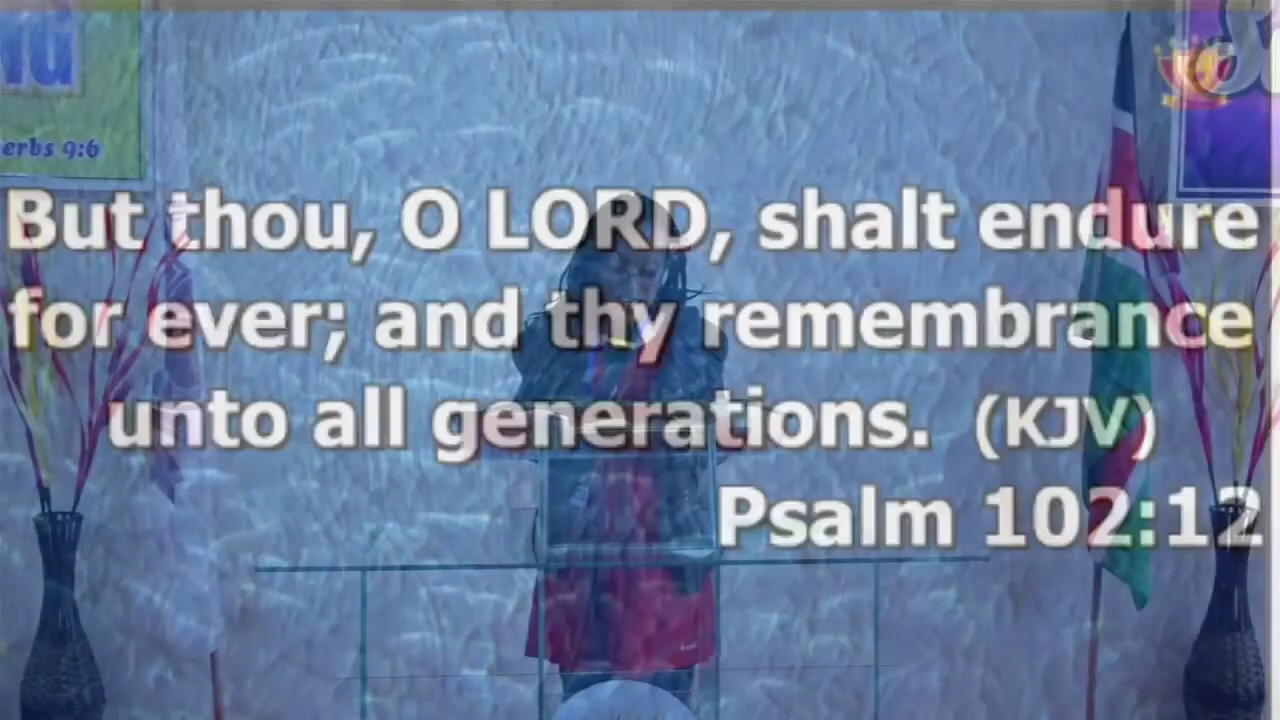 erbs 9:6
But thou, O LORD, shalt endure
for ever; and thy remembrance
unto all generations. (KJV)
Psalm 102:12